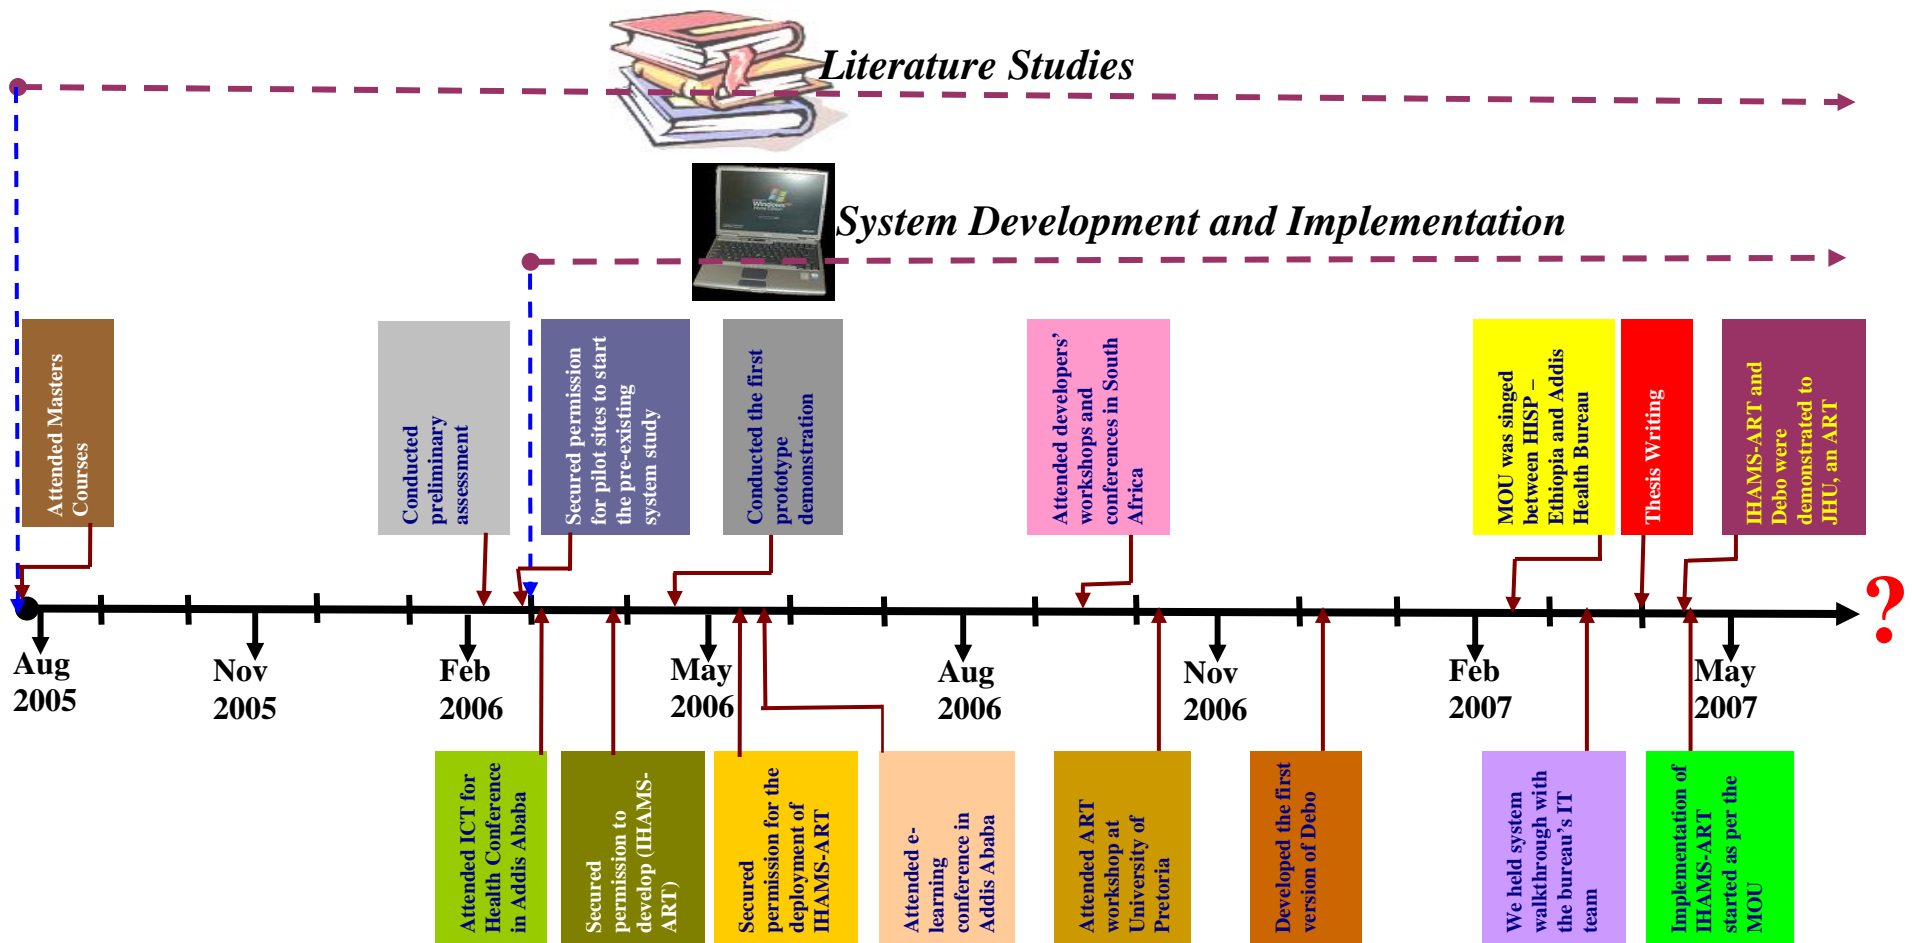 Literature Studies
Windows
System Development and Implementation
Attended Masters
Courses
Conducted
preliminary
assessment
Secured permission
for pilot sites to start
the pre-existing
system study
Conducted the first
prototype
demonstration
Attended developers’
workshops and
conferences in South
Africa
MOU was singed
between HISP –
Ethiopia and Addis
Health Bureau
Thesis Writing
IHAMS-ART and
Debo were
demonstrated to
JHU, an ART
?
Aug
2005
Nov
2005
Feb
2006
May
2006
Aug
2006
Nov
2006
Feb
2007
May
2007
Attended ICT for
Health Conference
in Addis Ababa
Secured
permission to
develop (IHAMS-
ART)
Secured
permission for the
deployment of
IHAMS-ART
Attended e-
learning
conference in
Addis Ababa
Attended ART
workshop at
University of
Pretoria
Developed the first
version of Debo
We held system
walkthrough with
the bureau’s IT
team
Implementation of
IHAMS-ART
started as per the
MOU